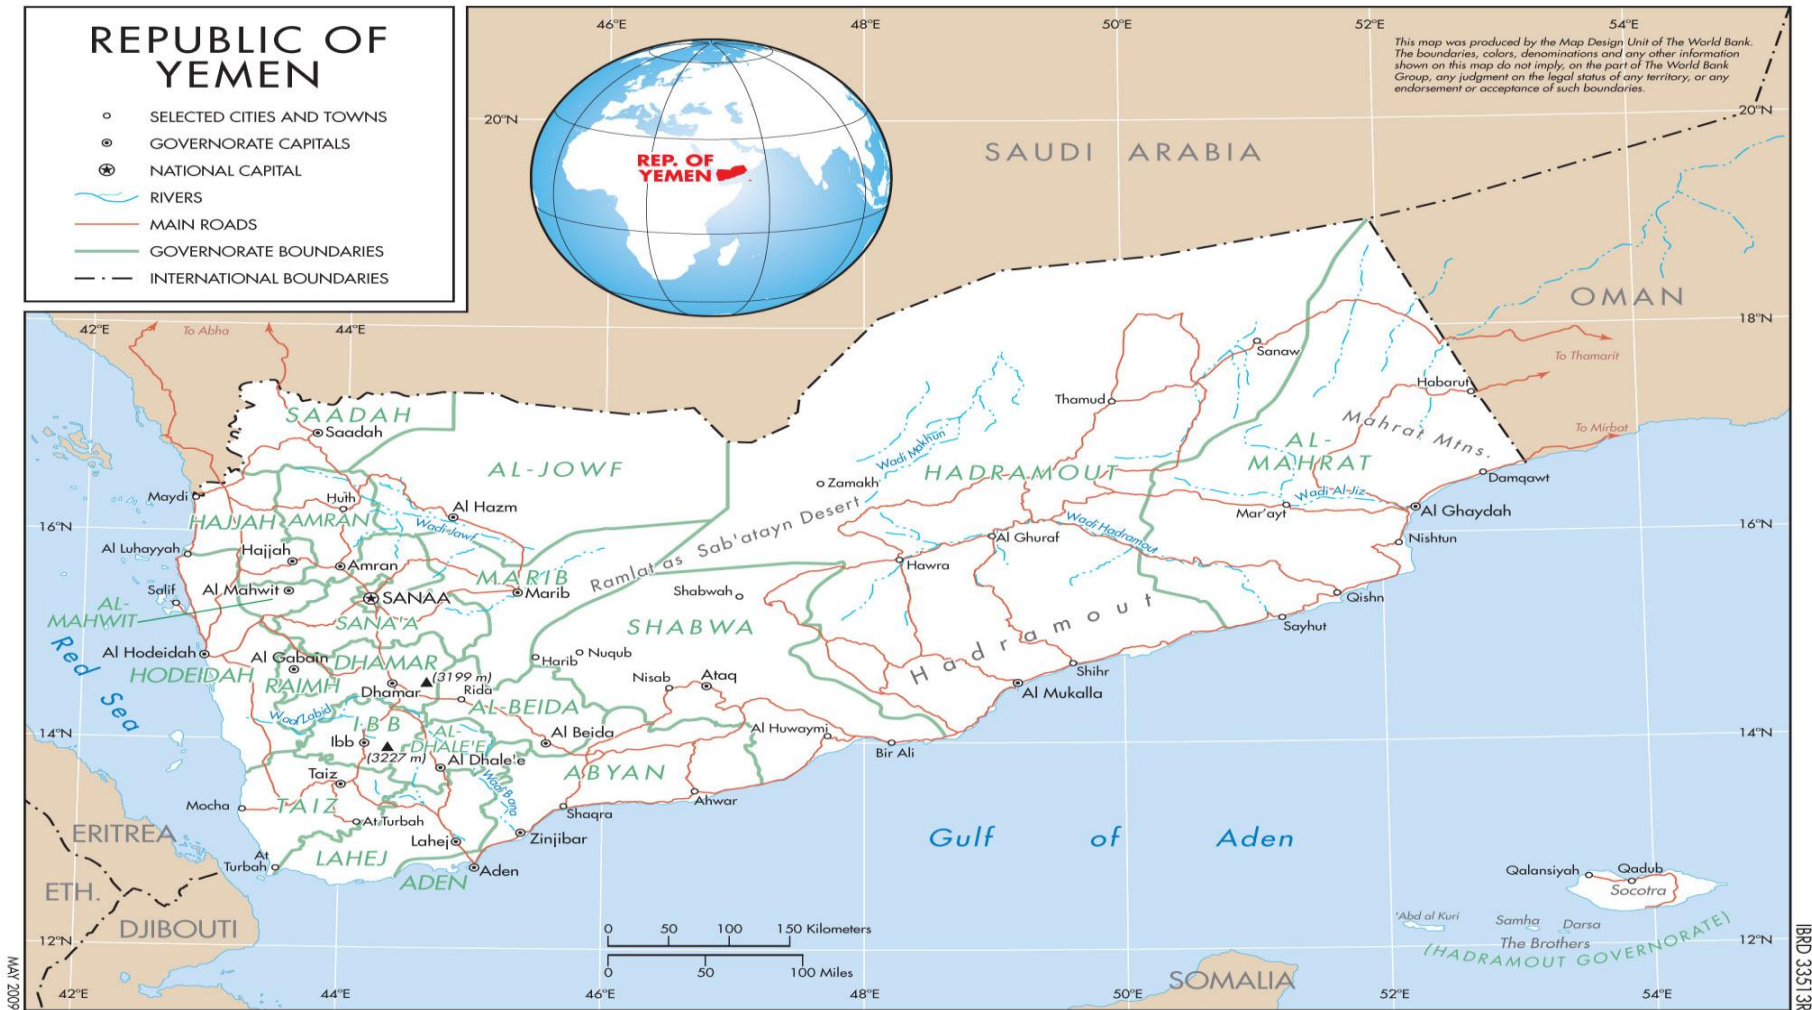 REPUBLIC OF
YEMEN
SELECTED CITIES AND TOWNS
GOVERNORATE CAPITALS
NATIONAL CAPITAL
RIVERS
MAIN ROADS
GOVERNORATE BOUNDARIES
INTERNATIONAL BOUNDARIES
46°E
48°E
50°E
52°E
54°E
This map was produced by the Map Design Unit of The World Bank.
The boundaries, colors, denominations and any other information
shown on this map do not imply, on the part of The World Bank
Group, any judgment on the legal status of any territory, or any
endorsement or acceptance of such boundaries.
20°N
20°N
REP. OF
YEMEN
SAUDI ARABIA
OMAN
18°N
42°E
To Abha
44°E
To Thamarit
Sanaw
Habarut
Thamud
SAADAH
Saadah
Mahrat Mtns.
To Mirbat
AL-JOWF
Wadi Makhun
HADRAMOUT
AL-
MAHRAT
Zamakh
Damqawt
Maydi
Huth
Al Hazm
Wadi Al-Jiz
Mar'ayt
Al Ghaydah
HAJJAH
AMRAN
Wadi Jawf
16°N
16°N
Ramlat as Sab'atayn Desert
Wadi Hadramout
Al Ghuraf
Nishtun
Al Luhayyah
Hajjah
Amran
Hawra
MARIB
Marib
Salif
Al Mahwit
SANAA
Shabwah
Qishn
AL-
MAHWIT
SANA'A
SHABWA
Hadramout
Sayhut
Red Sea
Al Hodeidah
HODEIDAH
Al Gabain
RAIMH
DHAMAR
Dhamar
(3199 m)
Rida
Harib
Nuqub
Nisab
Ataq
Shihr
Al Mukalla
AL-BEIDA
Wadi Zabid
IBB
AL-
DHALE'E
Al Beida
Al Huwaymi
Bir Ali
14°N
14°N
Ibb
(3227 m)
Al Dhale'e
ABYAN
Taiz
Wadi Bana
Mocha
TAIZ
Ahwar
Shaqra
At Turbah
Lahej
Zinjibar
ERITREA
Gulf of Aden
At
Turbah
LAHEJ
ADEN
Aden
Qalansiyah
Qadub
Socotra
ETH.
DJIBOUTI
'Abd al Kuri
Samha
Darsa
The Brothers
(HADRAMOUT GOVERNORATE)
0 50 100 150 Kilometers
0 50 100 Miles
12°N
12°N
SOMALIA
42°E
44°E
46°E
48°E
50°E
52°E
54°E
MAY 2009
IBRD 33513R